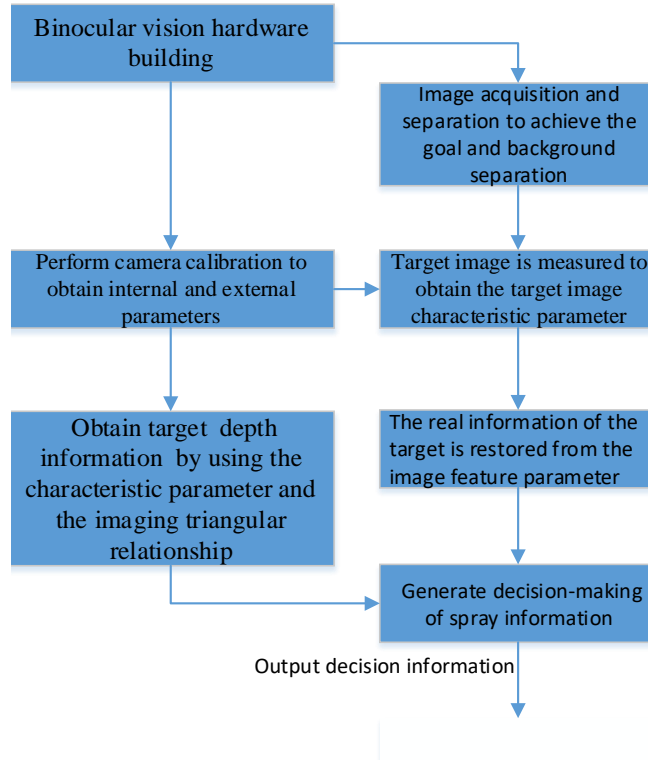 Binocular vision hardware
building
Image acquisition and
separation to achieve the
goal and background
separation
Perform camera calibration to
obtain internal and external
parameters
Target image is measured to
obtain the target image
characteristic parameter
Obtain target depth
information by using the
characteristic parameter and
the imaging triangular
relationship
The real information of the
target is restored from the
image feature parameter
Generate decision-making
of spray information
Output decision information